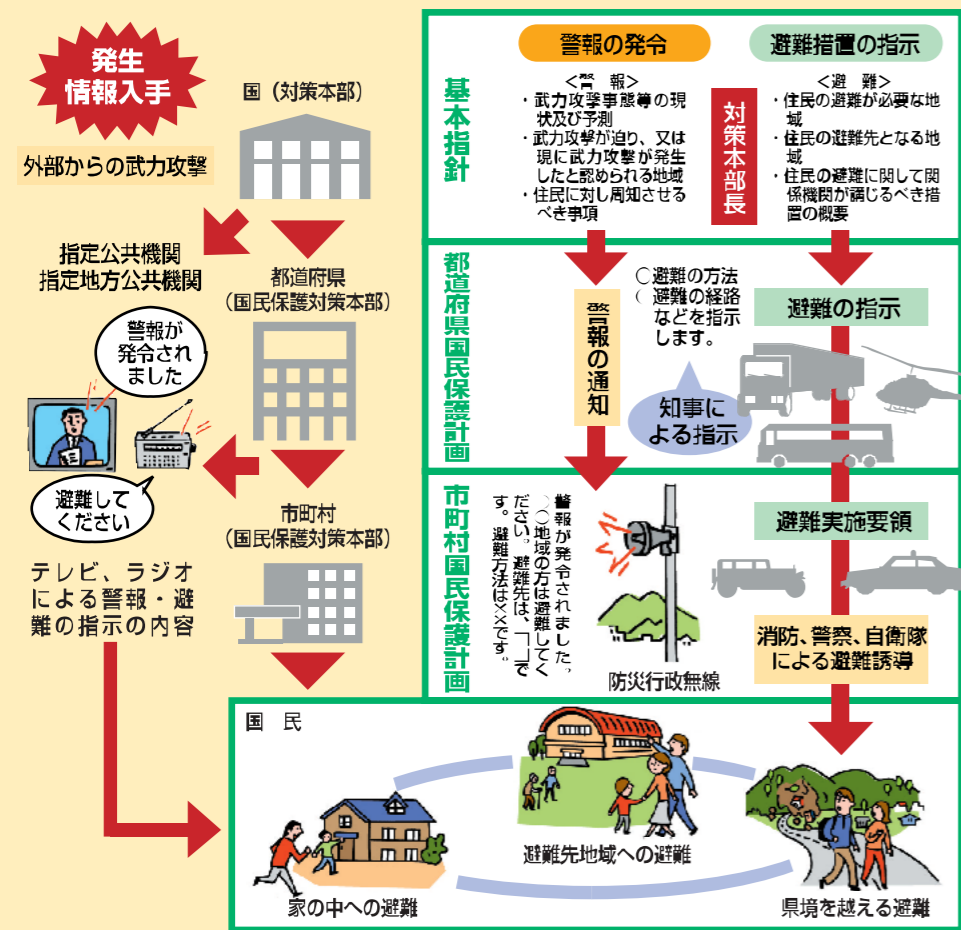 発生
情報入手
外部からの武力攻撃
国（対策本部）
指定公共機関
指定地方公共機関
都道府県
（国民保護対策本部）
警報が
発令され
ました
避難して
ください
市町村
（国民保護対策本部）
テレビ、ラジオ
による警報・避
難の指示の内容
基本指針
警報の発令
＜警　報＞
・武力攻撃事態等の現
状及び予測
・武力攻撃が迫り、又は
現に武力攻撃が発生
したと認められる地域
・住民に対し周知させる
べき事項
対策本部長
避難措置の指示
＜避　難＞
・住民の避難が必要な地
域
・住民の避難先となる地
域
・住民の避難に関して関
係機関が講じるべき措
置の概要
都道府県国民保護計画
警報の通知
避難の方法
避難の経路
などを指示
します。
知事に
よる指示
避難の指示
市町村国民保護計画
警報が発令されました。
○地域の方は避難してく
ださい。避難先は、で
す。避難方法は××です。
防災行政無線
避難実施要領
消防、警察、自衛隊
による避難誘導
国　民
家の中への避難
避難先地域への避難
県境を越える避難